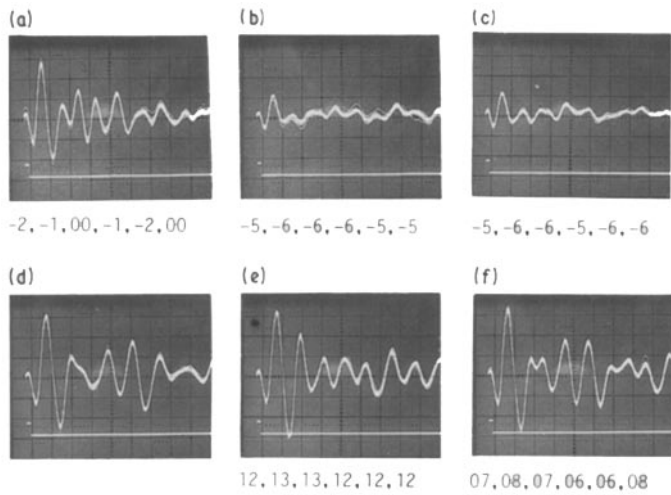 (a)
(b)
(c)
-2,-1,00,-1,-2,00
-5,-6,-6,-6,-5,-5
-5,-6,-6,-5,-6,-6
(d)
(e)
(f)
12,13,13,12,12,12
07,08,07,06,06,08